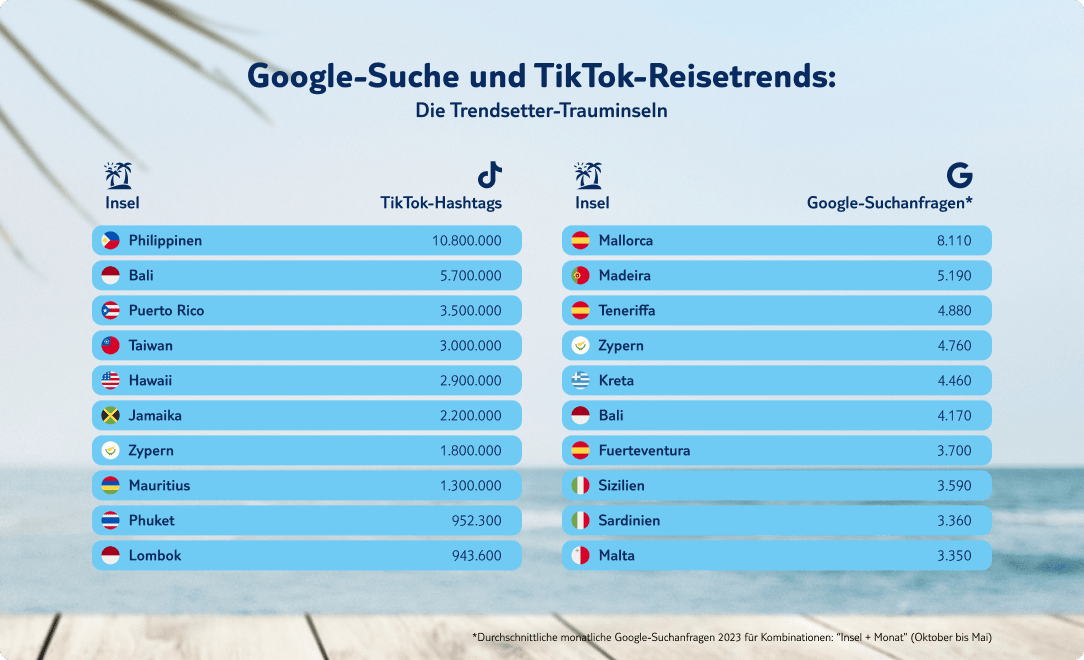 Google-Suche und TikTok-Reisetrends:
Die Trendsetter-Trauminseln
Insel TikTok-Hashtags
Philippinen 10.800.000
Bali 5.700.000
Puerto Rico 3.500.000
Taiwan 3.000.000
Hawaii 2.900.000
Jamaika 2.200.000
Zypern 1.800.000
Mauritius 1.300.000
Phuket 952.300
Lombok 943.600
Insel Google-Suchanfragen*
Mallorca 8.110
Madeira 5.190
Teneriffa 4.880
Zypern 4.760
Kreta 4.460
Bali 4.170
Fuerteventura 3.700
Sizilien 3.590
Sardinien 3.360
Malta 3.350
*Durchschnittliche monatliche Google-Suchanfragen 2023 für Kombinationen: "Insel + Monat" (Oktober bis Mai)